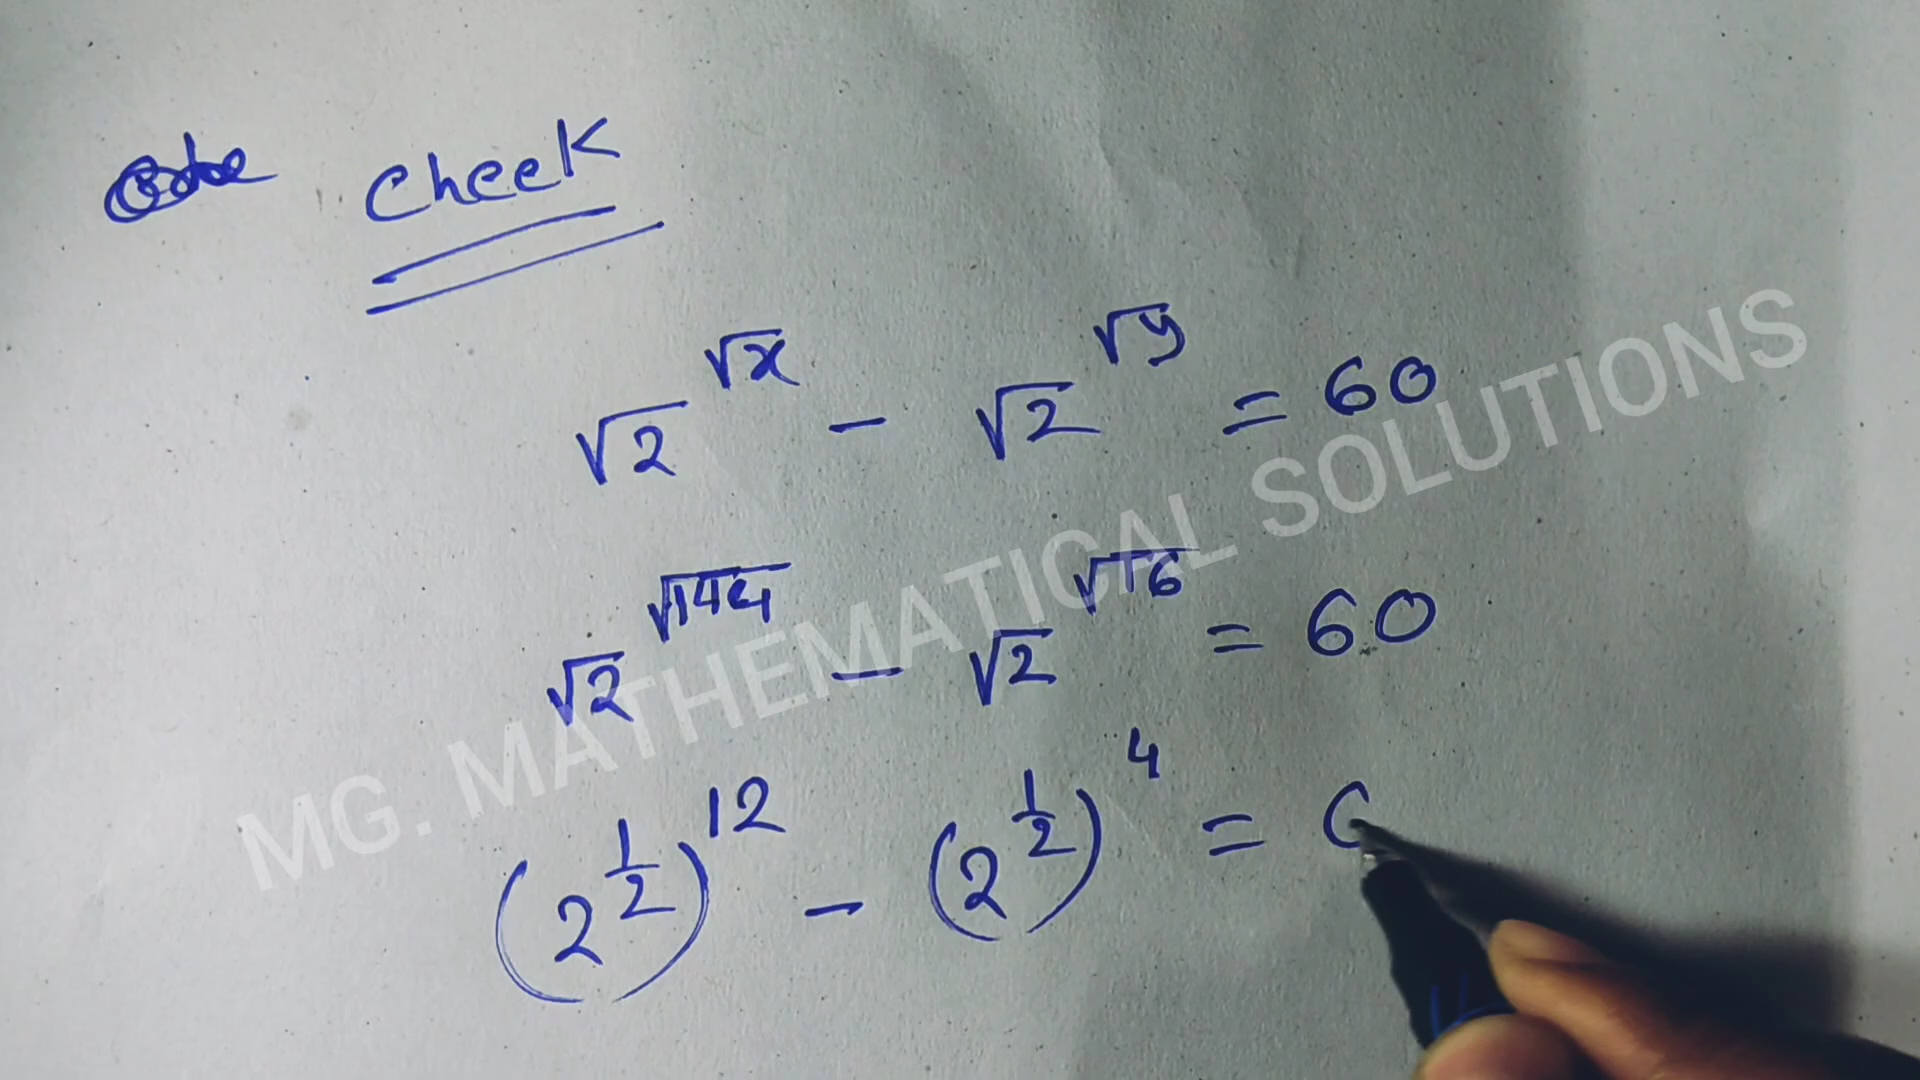 Cheek
√2^√x - √2^√y = 60
√2^√144 - √2^√16 = 60
(2^1/2)^12 - (2^1/2)^4 = 6
MG. MATHEMATICAL SOLUTIONS